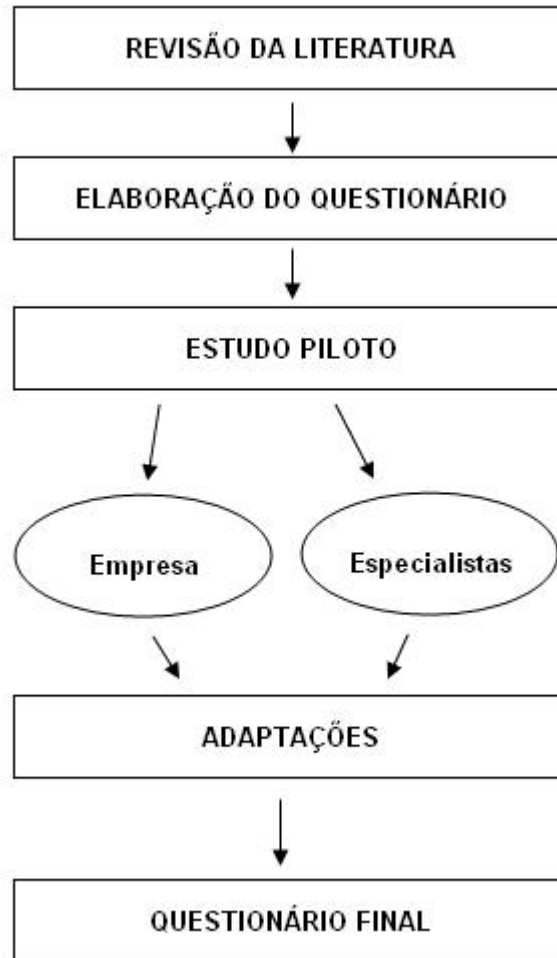 REVISÃO DA LITERATURA
ELABORAÇÃO DO QUESTIONÁRIO
ESTUDO PILOTO
Empresa
Especialistas
ADAPTAÇÕES
QUESTIONÁRIO FINAL